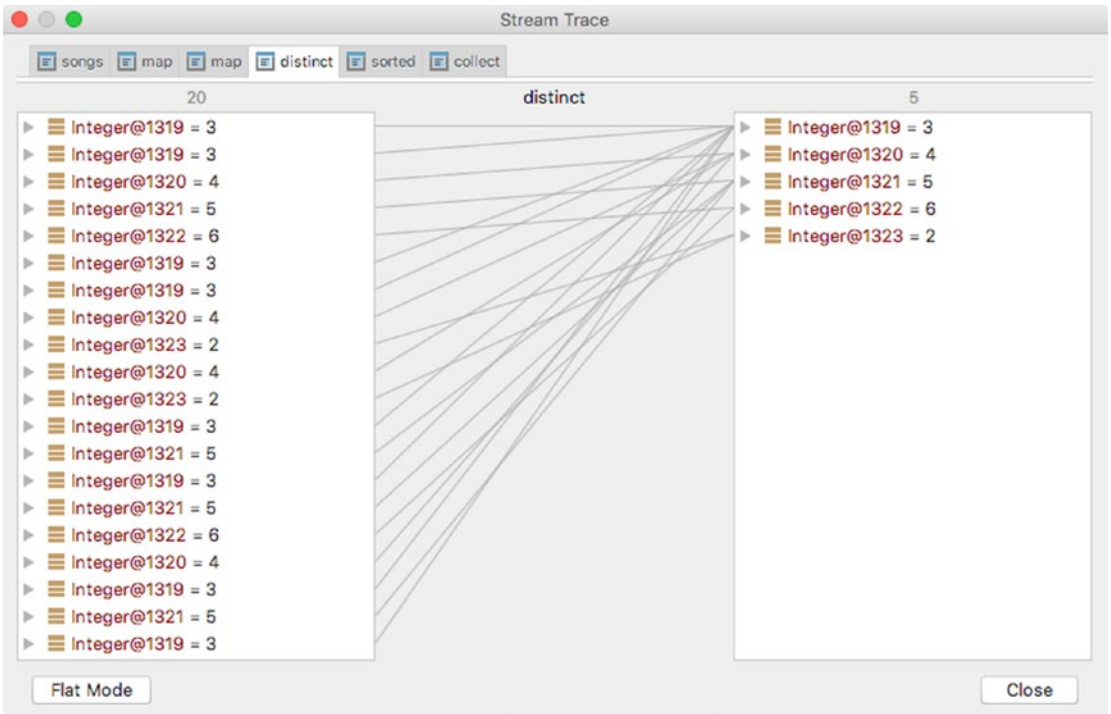 Stream Trace
songs map map distinct sorted collect
20 distinct 5
Integer@1319 = 3 Integer@1319 = 3
Integer@1319 = 3 Integer@1320 = 4
Integer@1320 = 4 Integer@1321 = 5
Integer@1321 = 5 Integer@1322 = 6
Integer@1322 = 6 Integer@1323 = 2
Integer@1319 = 3
Integer@1319 = 3
Integer@1320 = 4
Integer@1323 = 2
Integer@1320 = 4
Integer@1323 = 2
Integer@1319 = 3
Integer@1321 = 5
Integer@1319 = 3
Integer@1321 = 5
Integer@1322 = 6
Integer@1320 = 4
Integer@1319 = 3
Integer@1321 = 5
Integer@1319 = 3
Flat Mode Close